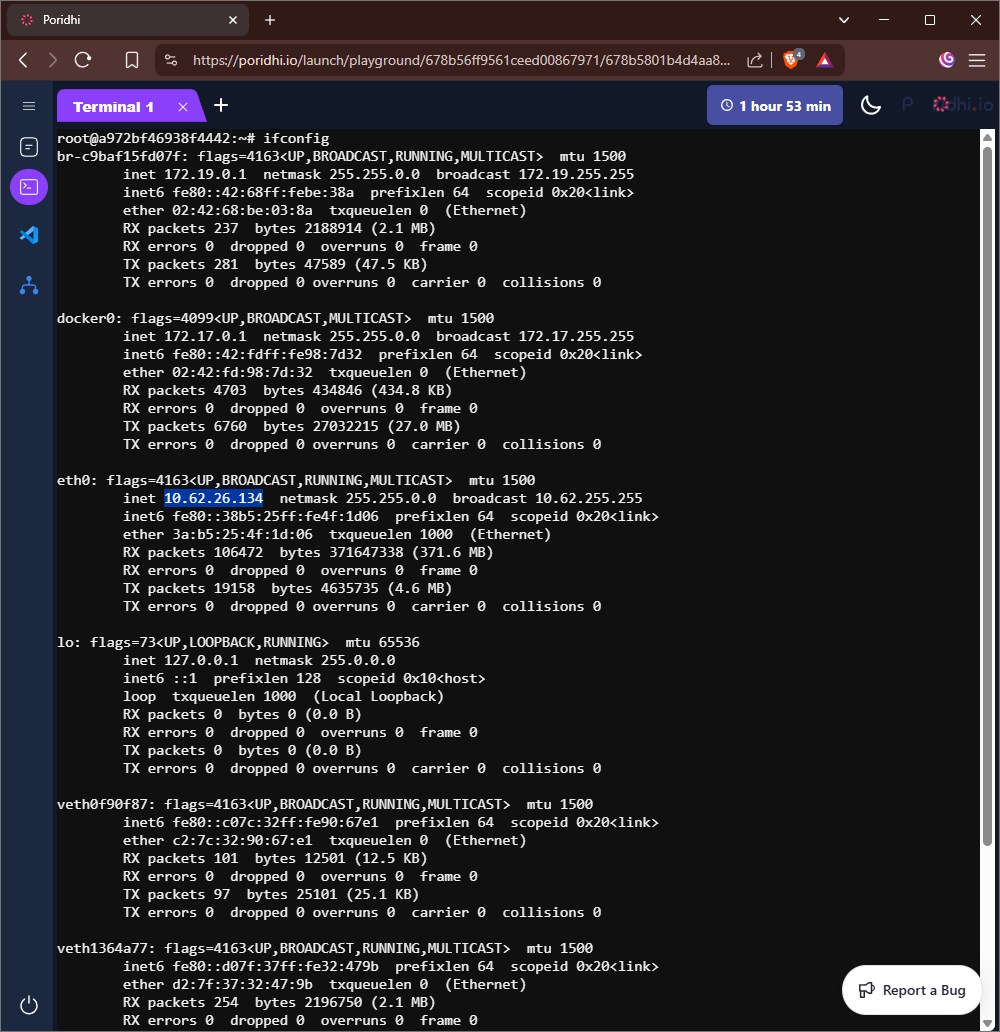 Poridhi
https://poridhi.io/launch/playground/678b56ff9561ceed00867971/678b5801b4d4aa8...
4
Terminal 1
1 hour 53 min
P
dhi.io
root@a972bf46938f4442:~# ifconfig
br-c9baf15fd07f: flags=4163<UP,BROADCAST,RUNNING,MULTICAST>  mtu 1500
        inet 172.19.0.1  netmask 255.255.0.0  broadcast 172.19.255.255
        inet6 fe80::42:68ff:febe:38a  prefixlen 64  scopeid 0x20<link>
        ether 02:42:68:be:03:8a  txqueuelen 0  (Ethernet)
        RX packets 237  bytes 2188914 (2.1 MB)
        RX errors 0  dropped 0  overruns 0  frame 0
        TX packets 281  bytes 47589 (47.5 KB)
        TX errors 0  dropped 0 overruns 0  carrier 0  collisions 0
docker0: flags=4099<UP,BROADCAST,MULTICAST>  mtu 1500
        inet 172.17.0.1  netmask 255.255.0.0  broadcast 172.17.255.255
        inet6 fe80::42:fdff:fe98:7d32  prefixlen 64  scopeid 0x20<link>
        ether 02:42:fd:98:7d:32  txqueuelen 0  (Ethernet)
        RX packets 4703  bytes 434846 (434.8 KB)
        RX errors 0  dropped 0  overruns 0  frame 0
        TX packets 6760  bytes 27032215 (27.0 MB)
        TX errors 0  dropped 0 overruns 0  carrier 0  collisions 0
eth0: flags=4163<UP,BROADCAST,RUNNING,MULTICAST>  mtu 1500
        inet 10.62.26.134  netmask 255.255.0.0  broadcast 10.62.255.255
        inet6 fe80::38b5:25ff:fe4f:1d06  prefixlen 64  scopeid 0x20<link>
        ether 3a:b5:25:4f:1d:06  txqueuelen 1000  (Ethernet)
        RX packets 106472  bytes 371647338 (371.6 MB)
        RX errors 0  dropped 0  overruns 0  frame 0
        TX packets 19158  bytes 4635735 (4.6 MB)
        TX errors 0  dropped 0 overruns 0  carrier 0  collisions 0
lo: flags=73<UP,LOOPBACK,RUNNING>  mtu 65536
        inet 127.0.0.1  netmask 255.0.0.0
        inet6 ::1  prefixlen 128  scopeid 0x10<host>
        loop  txqueuelen 1000  (Local Loopback)
        RX packets 0  bytes 0 (0.0 B)
        RX errors 0  dropped 0  overruns 0  frame 0
        TX packets 0  bytes 0 (0.0 B)
        TX errors 0  dropped 0 overruns 0  carrier 0  collisions 0
veth0f90f87: flags=4163<UP,BROADCAST,RUNNING,MULTICAST>  mtu 1500
        inet6 fe80::c07c:32ff:fe90:67e1  prefixlen 64  scopeid 0x20<link>
        ether c2:7c:32:90:67:e1  txqueuelen 0  (Ethernet)
        RX packets 101  bytes 12501 (12.5 KB)
        RX errors 0  dropped 0  overruns 0  frame 0
        TX packets 97  bytes 25101 (25.1 KB)
        TX errors 0  dropped 0 overruns 0  carrier 0  collisions 0
veth1364a77: flags=4163<UP,BROADCAST,RUNNING,MULTICAST>  mtu 1500
        inet6 fe80::d07f:37ff:fe32:479b  prefixlen 64  scopeid 0x20<link>
        ether d2:7f:37:32:47:9b  txqueuelen 0  (Ethernet)
        RX packets 254  bytes 2196750 (2.1 MB)
        RX errors 0  dropped 0  overruns 0  frame 0
Report a Bug